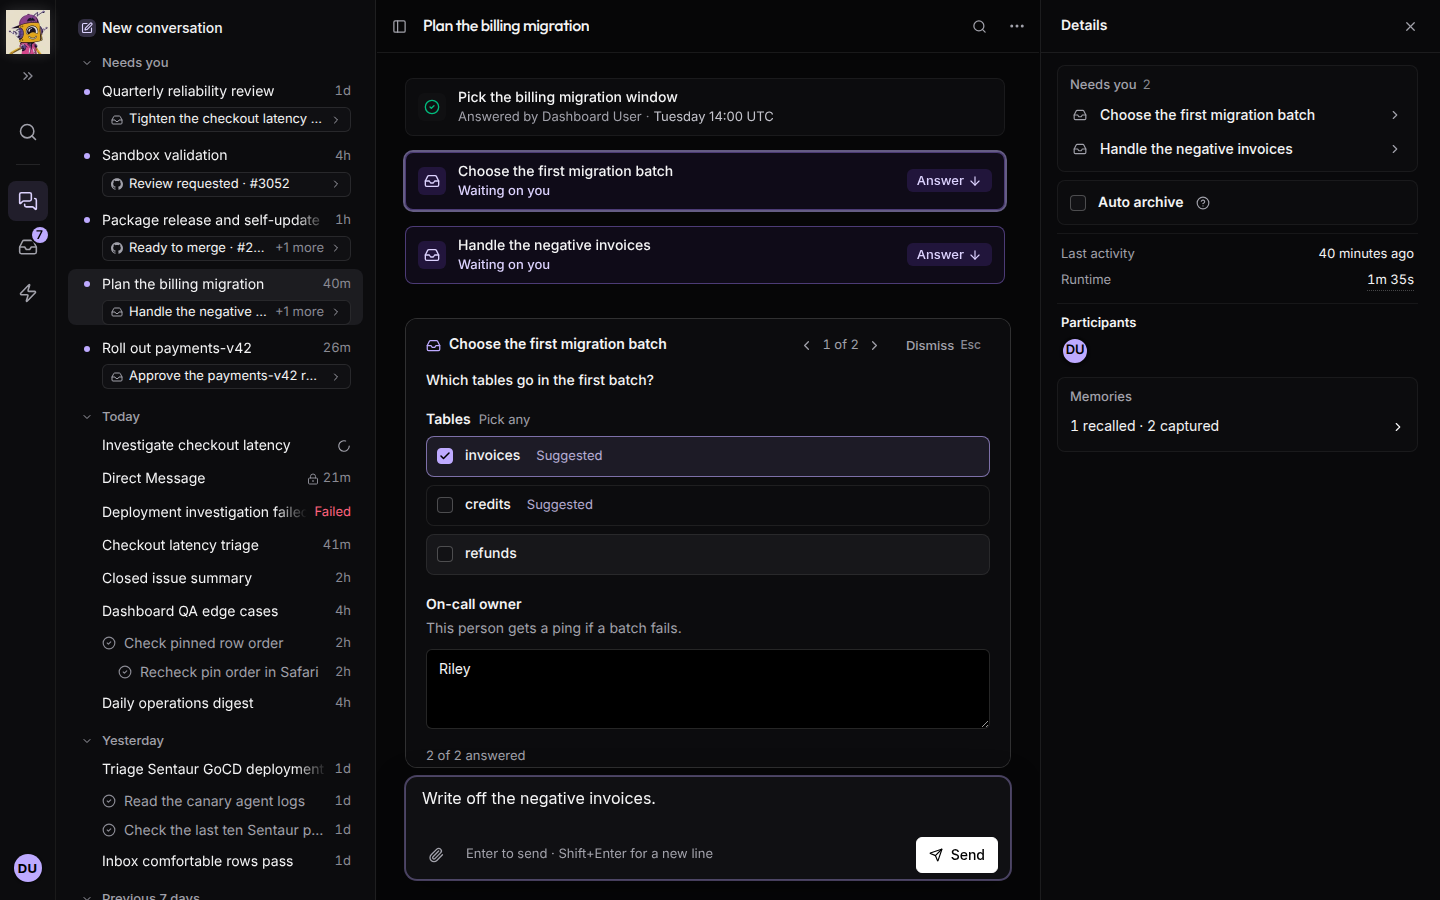 New conversation
Needs you
Quarterly reliability review 1d
Tighten the checkout latency ...
Sandbox validation 4h
Review requested · #3052
Package release and self-update 1h
Ready to merge · #2... +1 more
7
Plan the billing migration 40m
Handle the negative ... +1 more
Roll out payments-v42 26m
Approve the payments-v42 r...
Today
Investigate checkout latency
Direct Message 21m
Deployment investigation failed Failed
Checkout latency triage 41m
Closed issue summary 2h
Dashboard QA edge cases 4h
Check pinned row order 2h
Recheck pin order in Safari 2h
Daily operations digest 4h
Yesterday
Triage Sentaur GoCD deployment 1d
Read the canary agent logs 1d
Check the last ten Sentaur p... 1d
Inbox comfortable rows pass 1d
Previous 7 days
DU
Plan the billing migration
Pick the billing migration window
Answered by Dashboard User · Tuesday 14:00 UTC
Choose the first migration batch
Waiting on you
Answer ↓
Handle the negative invoices
Waiting on you
Answer ↓
Choose the first migration batch 1 of 2 Dismiss Esc
Which tables go in the first batch?
Tables Pick any
invoices Suggested
credits Suggested
refunds
On-call owner
This person gets a ping if a batch fails.
Riley
2 of 2 answered
Write off the negative invoices.
Enter to send · Shift+Enter for a new line
Send
Details
Needs you 2
Choose the first migration batch
Handle the negative invoices
Auto archive
Last activity 40 minutes ago
Runtime 1m 35s
Participants
DU
Memories
1 recalled · 2 captured